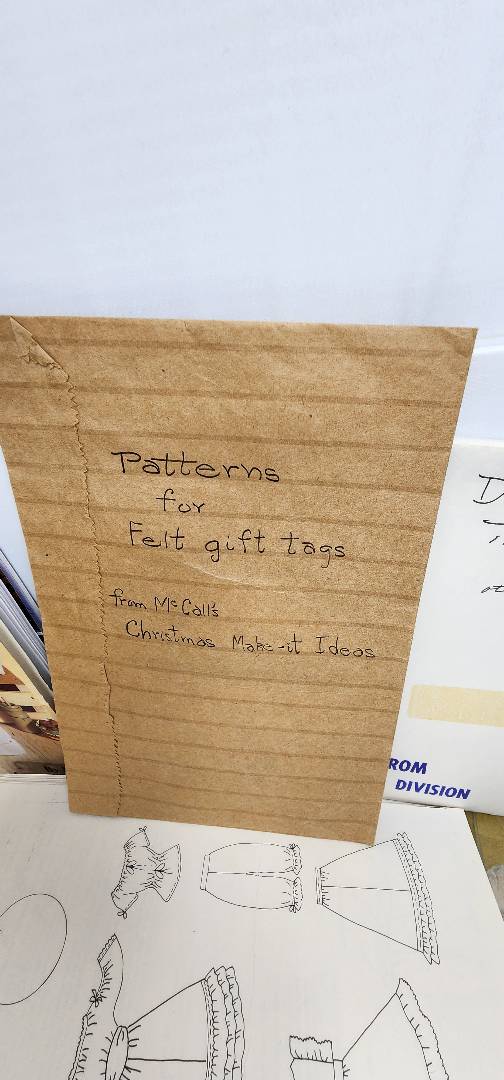 Patterns
for
Felt gift tags
from McCall's
Christmas Make-it Ideas
ROM
DIVISION